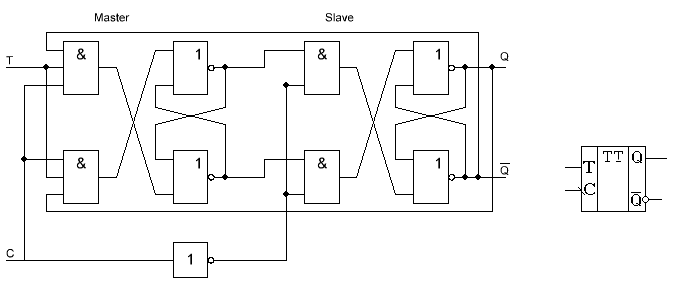 Master Slave
& 1 & 1 Q
T
& 1 & 1 Q̅
C 1
T TT Q
C Q̅